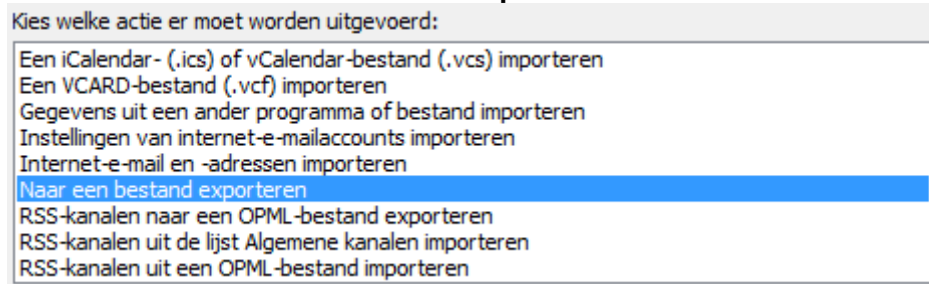 Kies welke actie er moet worden uitgevoerd:
Een iCalendar- (.ics) of vCalendar-bestand (.vcs) importeren
Een VCARD-bestand (.vcf) importeren
Gegevens uit een ander programma of bestand importeren
Instellingen van internet-e-mailaccounts importeren
Internet-e-mail en -adressen importeren
Naar een bestand exporteren
RSS-kanalen naar een OPML-bestand exporteren
RSS-kanalen uit de lijst Algemene kanalen importeren
RSS-kanalen uit een OPML-bestand importeren